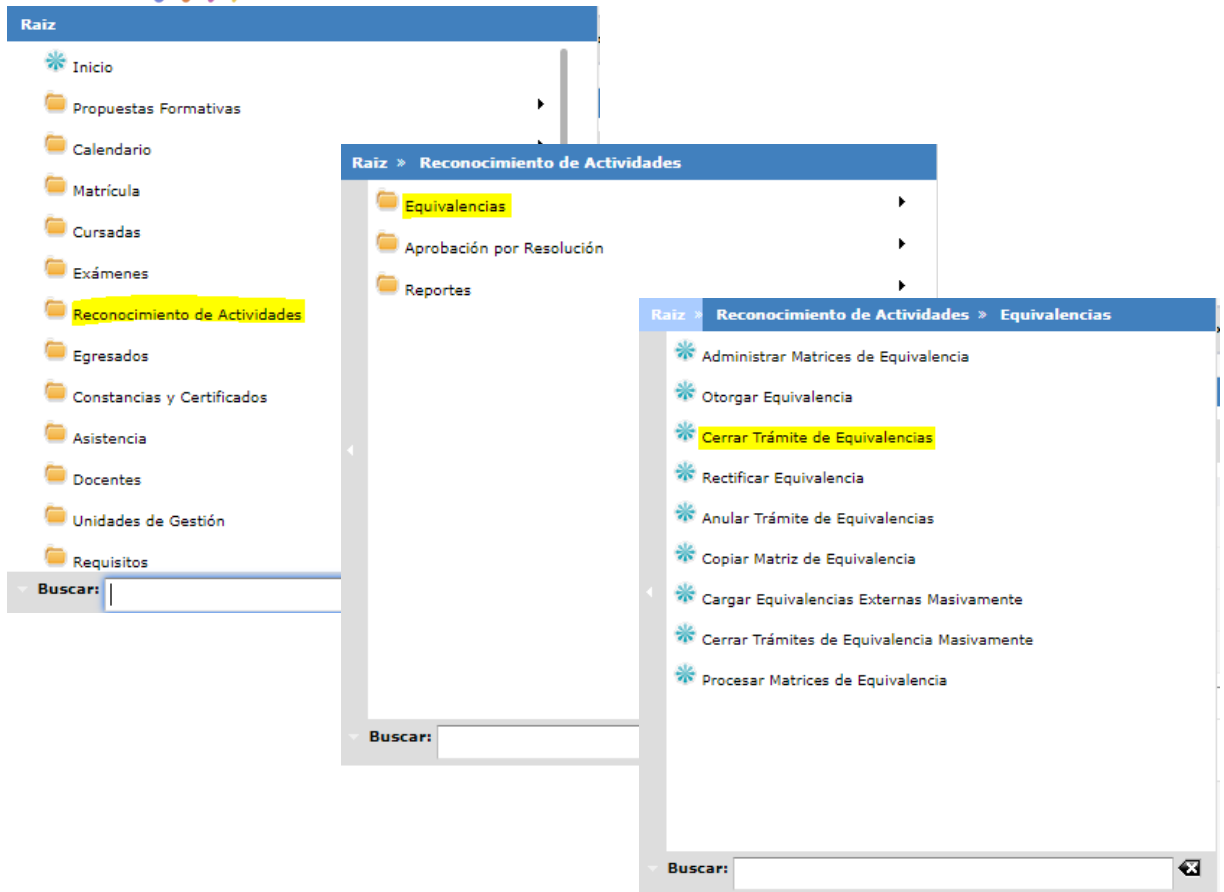 Raiz
Inicio
Propuestas Formativas
Calendario
Matrícula
Cursadas
Exámenes
Reconocimiento de Actividades
Egresados
Constancias y Certificados
Asistencia
Docentes
Unidades de Gestión
Requisitos
Buscar:
Raiz » Reconocimiento de Actividades
Equivalencias
Aprobación por Resolución
Reportes
Buscar:
Raiz » Reconocimiento de Actividades » Equivalencias
Administrar Matrices de Equivalencia
Otorgar Equivalencia
Cerrar Trámite de Equivalencias
Rectificar Equivalencia
Anular Trámite de Equivalencias
Copiar Matriz de Equivalencia
Cargar Equivalencias Externas Masivamente
Cerrar Trámites de Equivalencia Masivamente
Procesar Matrices de Equivalencia
Buscar: